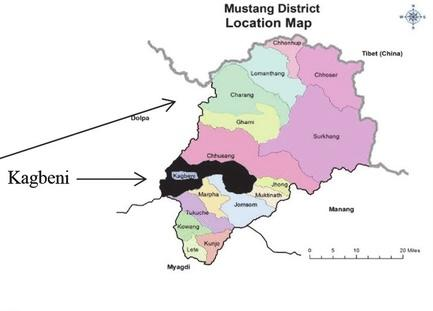 Mustang District
Location Map
Chhonhup
Tibet (China)
Lomanthang
Chhoser
Charang
Dolpa
Ghami
Surkhang
Chhusang
Kagbeni
Kagbeni
Jhong
Muktinath
Marpha
Jomsom
Tukuche
Manang
Kowang
Kunjo
Lete
Myagdi
0 5 10 20 Miles